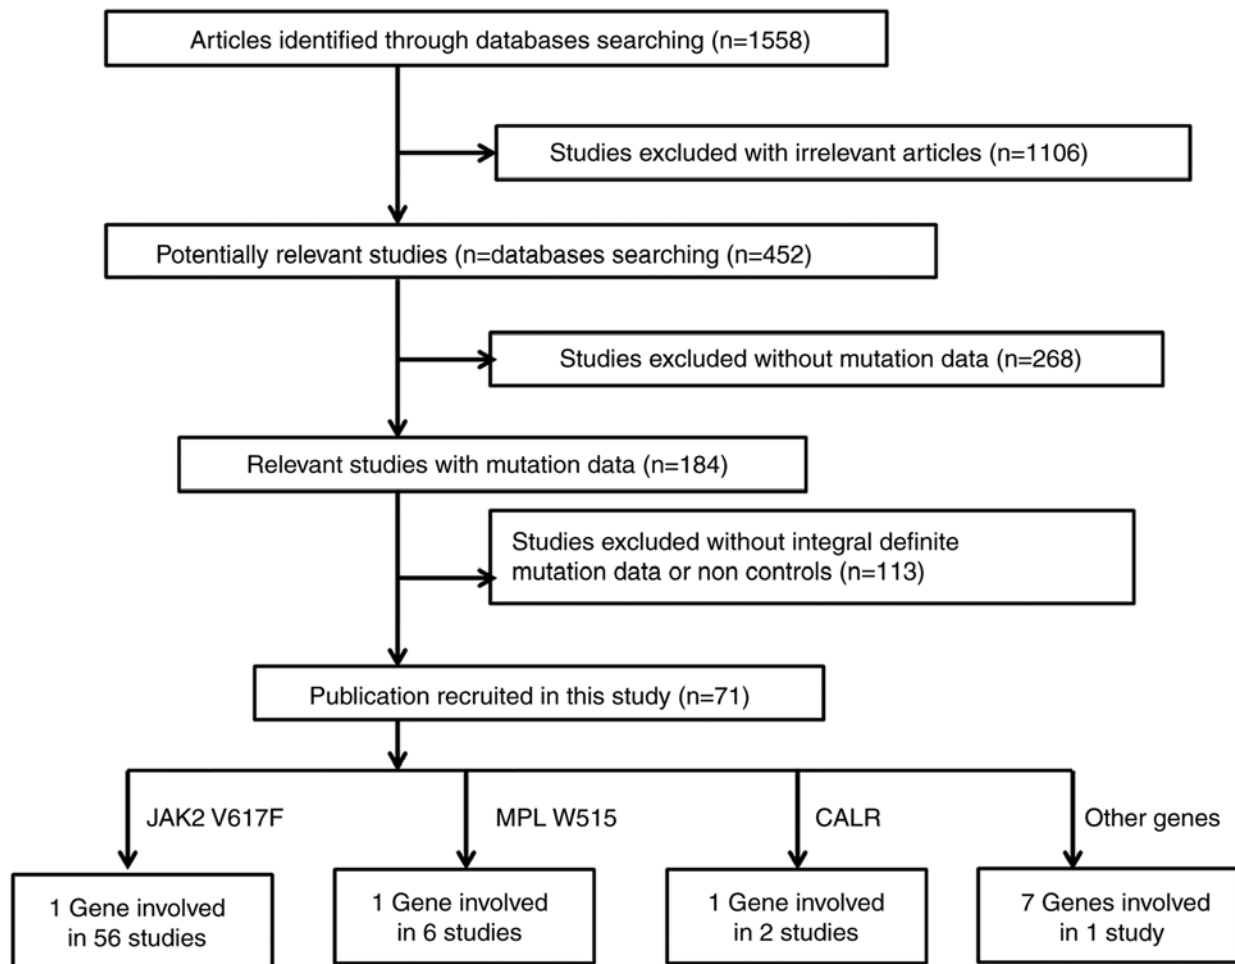 Articles identified through databases searching (n=1558)
Studies excluded with irrelevant articles (n=1106)
Potentially relevant studies (n=databases searching (n=452)
Studies excluded without mutation data (n=268)
Relevant studies with mutation data (n=184)
Studies excluded without integral definite
mutation data or non controls (n=113)
Publication recruited in this study (n=71)
JAK2 V617F
MPL W515
CALR
Other genes
1 Gene involved
in 56 studies
1 Gene involved
in 6 studies
1 Gene involved
in 2 studies
7 Genes involved
in 1 study